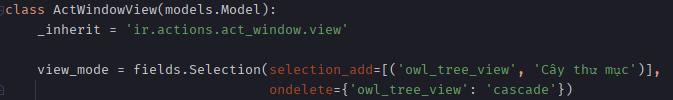 class ActWindowView(models.Model):
_inherit = 'ir.actions.act_window.view'
view_mode = fields.Selection(selection_add=[('owl_tree_view', 'Cây thư mục')],
ondelete={'owl_tree_view': 'cascade'})